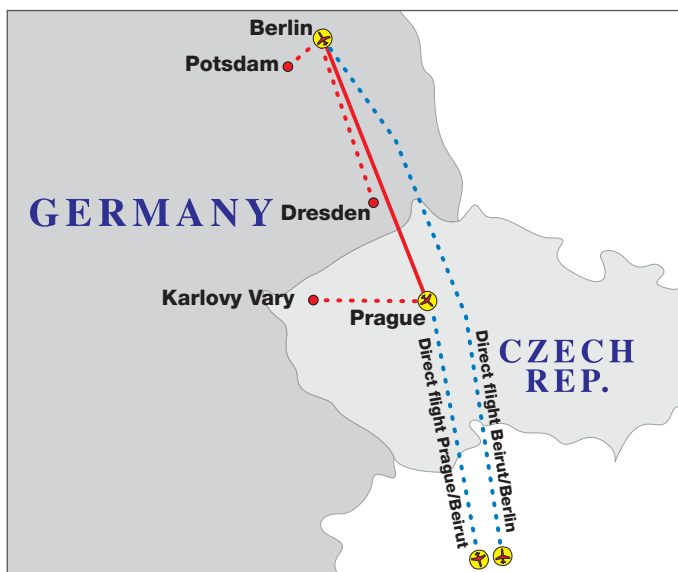 Berlin
Potsdam
GERMANY
Dresden
Karlovy Vary
Prague
CZECH
REP.
Direct flight Prague/Beirut
Direct flight Beirut/Berlin